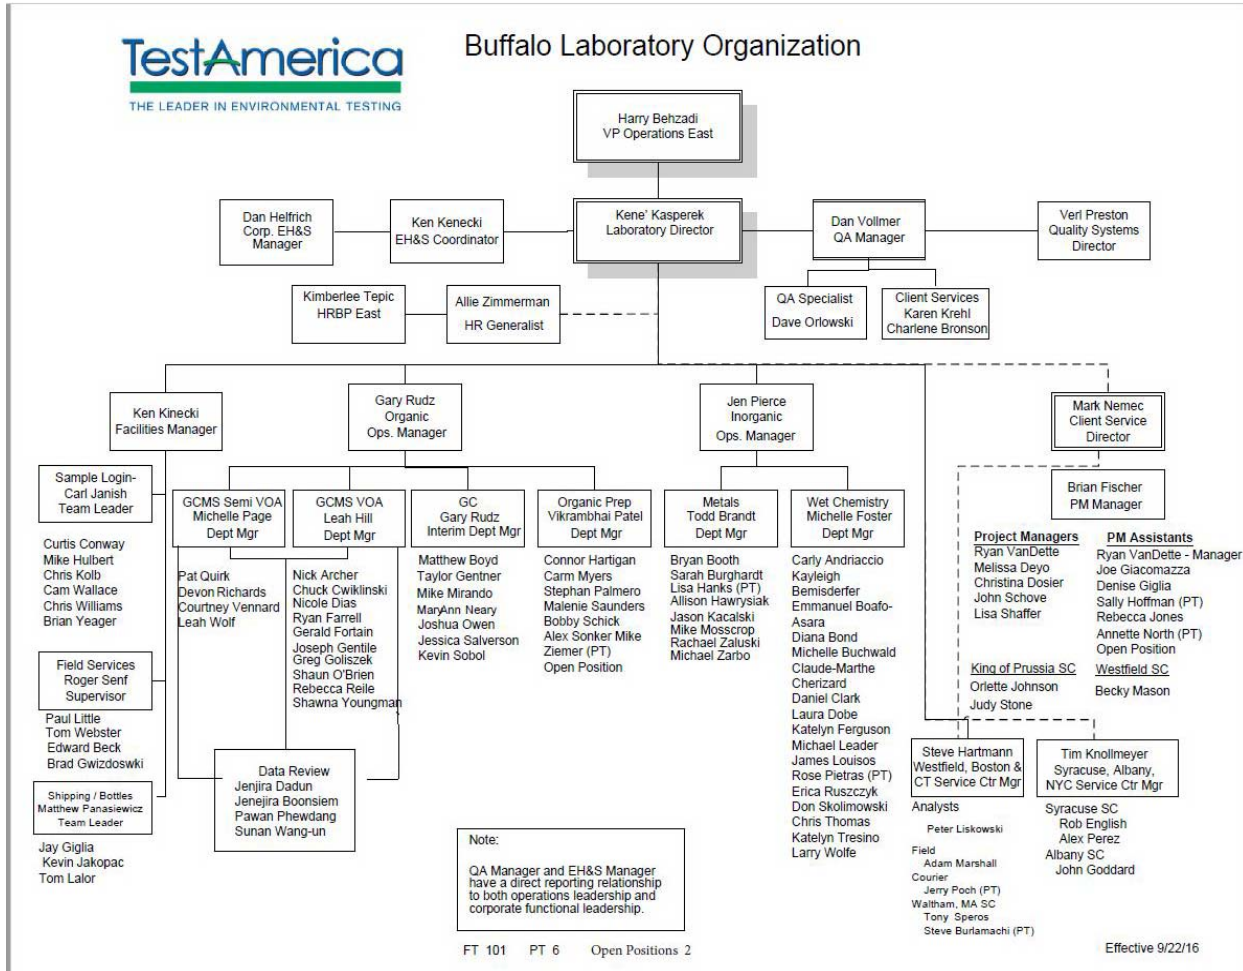 TestAmerica
THE LEADER IN ENVIRONMENTAL TESTING
Buffalo Laboratory Organization
Harry Behzadi
VP Operations East
Dan Helfrich
Corp. EH&S
Manager
Ken Kenecki
EH&S Coordinator
Kene' Kasperek
Laboratory Director
Dan Vollmer
QA Manager
Verl Preston
Quality Systems
Director
Kimberlee Tepic
HRBP East
Allie Zimmerman
HR Generalist
QA Specialist
Dave Orlowski
Client Services
Karen Krehl
Charlene Bronson
Ken Kinecki
Facilities Manager
Gary Rudz
Organic
Ops. Manager
Jen Pierce
Inorganic
Ops. Manager
Mark Nemec
Client Service
Director
Sample Login-
Carl Janish
Team Leader
Curtis Conway
Mike Hulbert
Chris Kolb
Cam Wallace
Chris Williams
Brian Yeager
Field Services
Roger Senf
Supervisor
Paul Little
Tom Webster
Edward Beck
Brad Gwizdoswki
Shipping / Bottles
Matthew Panasiewicz
Team Leader
Jay Giglia
Kevin Jakopac
Tom Lalor
GCMS Semi VOA
Michelle Page
Dept Mgr
Pat Quirk
Devon Richards
Courtney Vennard
Leah Wolf
GCMS VOA
Leah Hill
Dept Mgr
Nick Archer
Chuck Cwiklinski
Nicole Dias
Ryan Farrell
Gerald Fortain
Joseph Gentile
Greg Goliszek
Shaun O'Brien
Rebecca Reile
Shawna Youngman
Data Review
Jenjira Dadun
Jenejira Boonsiem
Pawan Phewdang
Sunan Wang-un
GC
Gary Rudz
Interim Dept Mgr
Matthew Boyd
Taylor Gentner
Mike Mirando
MaryAnn Neary
Joshua Owen
Jessica Salverson
Kevin Sobol
Organic Prep
Vikrambhai Patel
Dept Mgr
Connor Hartigan
Carm Myers
Stephan Palmero
Malenie Saunders
Bobby Schick
Alex Sonker Mike
Ziemer (PT)
Open Position
Metals
Todd Brandt
Dept Mgr
Bryan Booth
Sarah Burghardt
Lisa Hanks (PT)
Allison Hawrysiak
Jason Kacalski
Mike Mosscrop
Rachael Zaluski
Michael Zarbo
Wet Chemistry
Michelle Foster
Dept Mgr
Carly Andriaccio
Kayleigh
Bemisderfer
Emmanuel Boafo-
Asara
Diana Bond
Michelle Buchwald
Claude-Marthe
Cherizard
Daniel Clark
Laura Dobe
Katelyn Ferguson
Michael Leader
James Louisos
Rose Pietras (PT)
Erica Ruszczyk
Don Skolimowski
Chris Thomas
Katelyn Tresino
Larry Wolfe
Brian Fischer
PM Manager
Project Managers
Ryan VanDette
Melissa Deyo
Christina Dosier
John Schove
Lisa Shaffer
PM Assistants
Ryan VanDette - Manager
Joe Giacomazza
Denise Giglia
Sally Hoffman (PT)
Rebecca Jones
Annette North (PT)
Open Position
King of Prussia SC
Orlette Johnson
Judy Stone
Westfield SC
Becky Mason
Steve Hartmann
Westfield, Boston &
CT Service Ctr Mgr
Analysts
Peter Liskowski
Field
Adam Marshall
Courier
Jerry Poch (PT)
Waltham, MA SC
Tony Speros
Steve Burlamachi (PT)
Tim Knollmeyer
Syracuse, Albany,
NYC Service Ctr Mgr
Syracuse SC
Rob English
Alex Perez
Albany SC
John Goddard
Note:
QA Manager and EH&S Manager
have a direct reporting relationship
to both operations leadership and
corporate functional leadership.
FT 101 PT 6 Open Positions 2
Effective 9/22/16